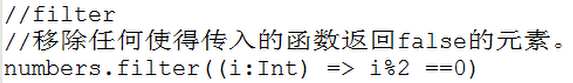 //filter
//移除任何使得传入的函数返回false的元素。
numbers.filter((i:Int) => i%2 ==0)